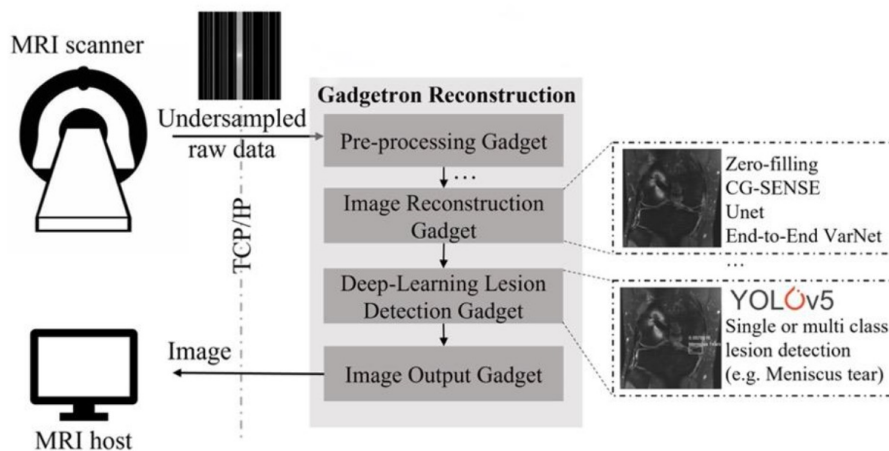 MRI scanner
Undersampled
raw data
TCP/IP
Gadgetron Reconstruction
Pre-processing Gadget
...
Image Reconstruction
Gadget
Deep-Learning Lesion
Detection Gadget
Image Output Gadget
Image
MRI host
Zero-filling
CG-SENSE
Unet
End-to-End VarNet
...
YOLOv5
Single or multi class
lesion detection
(e.g. Meniscus tear)